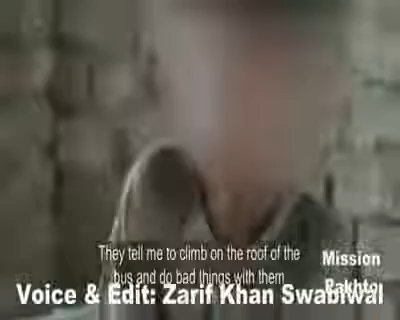 They tell me to climb on the roof of the
bus and do bad things with them
Mission
Pakhto
Voice & Edit: Zarif Khan Swabiwal